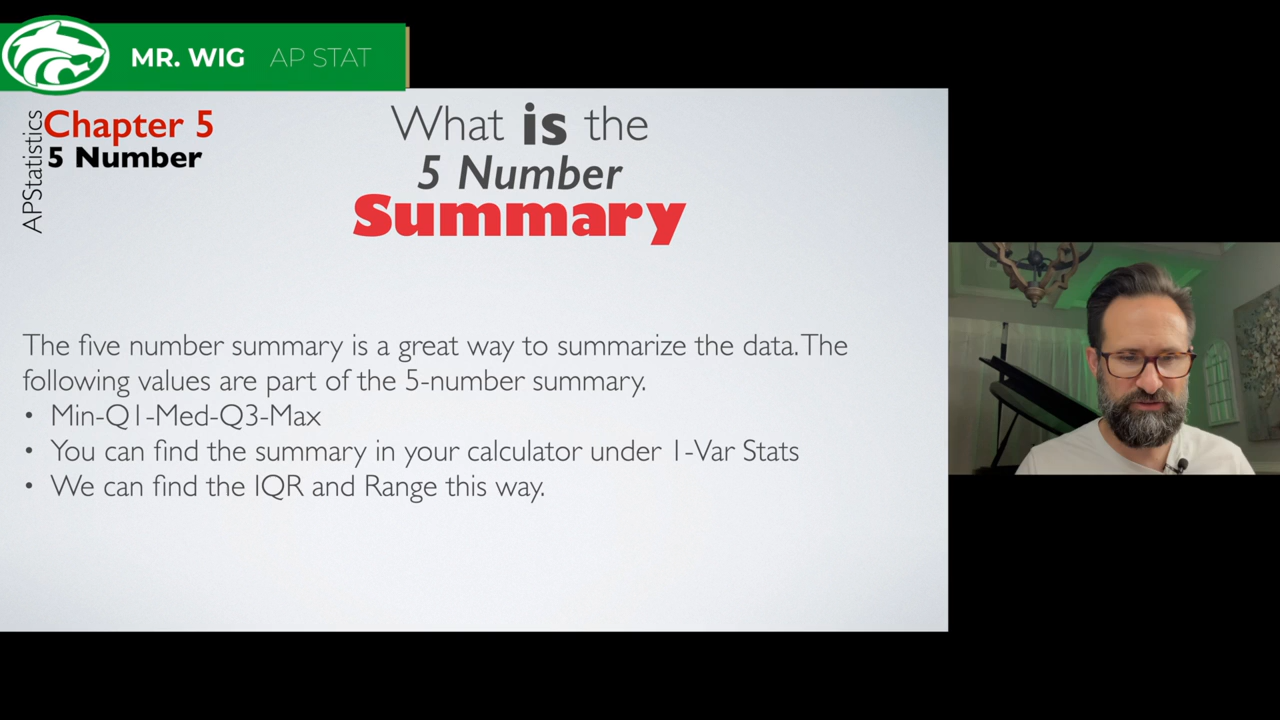 MR. WIG AP STAT
APStatistics
Chapter 5
5 Number
What is the
5 Number
Summary
The five number summary is a great way to summarize the data. The
following values are part of the 5-number summary.
• Min-Q1-Med-Q3-Max
• You can find the summary in your calculator under 1-Var Stats
• We can find the IQR and Range this way.